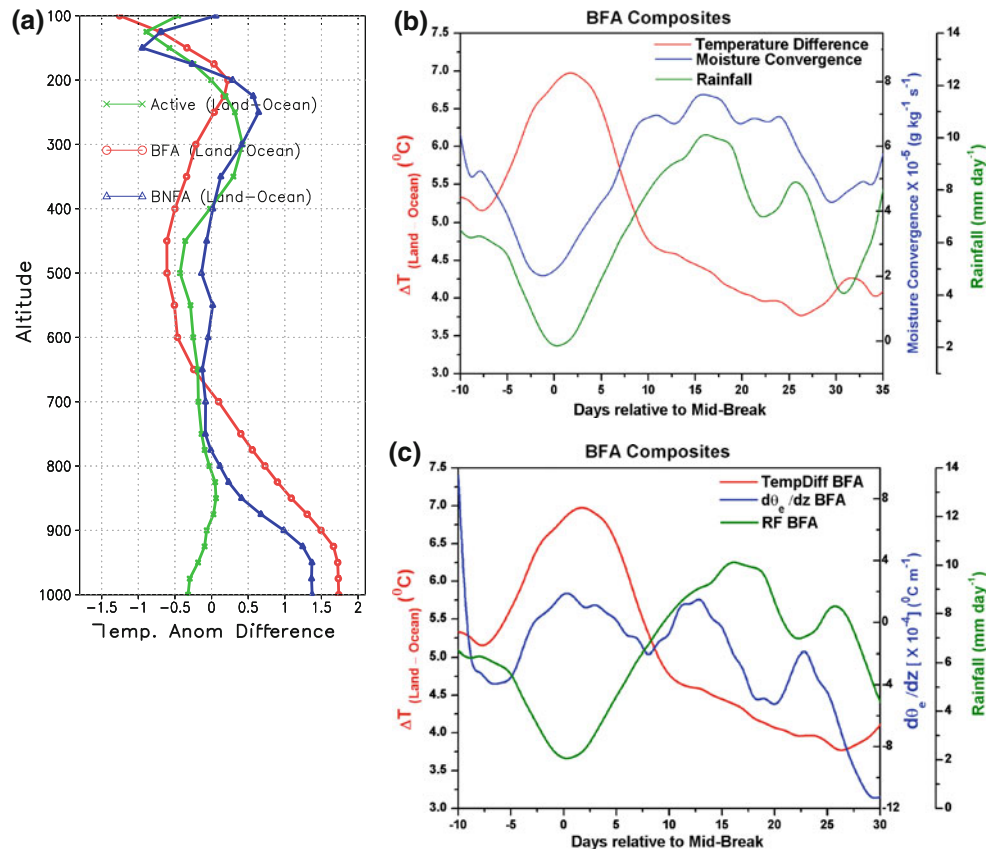 (a)
100
200
300
400
500
600
700
800
900
1000
Altitude
Active (Land-Ocean)
BFA (Land-Ocean)
BNFA (Land-Ocean)
-1.5 -1 -0.5 0 0.5 1 1.5 2
Temp. Anom Difference
(b)
BFA Composites
Temperature Difference
Moisture Convergence
Rainfall
7.5
7.0
6.5
6.0
5.5
5.0
4.5
4.0
3.5
3.0
ΔT (Land - Ocean) (⁰C)
-10 -5 0 5 10 15 20 25 30 35
Days relative to Mid-Break
8
6
4
2
0
Moisture Convergence X 10⁻⁵ (g kg⁻¹ s⁻¹)
14
12
10
8
6
4
2
Rainfall (mm day⁻¹)
(c)
BFA Composites
TempDiff BFA
dθₑ /dz BFA
RF BFA
7.5
7.0
6.5
6.0
5.5
5.0
4.5
4.0
3.5
3.0
ΔT (Land - Ocean) (⁰C)
-10 -5 0 5 10 15 20 25 30
Days relative to Mid-Break
8
4
0
-4
-8
-12
dθₑ /dz [ X 10⁻⁴] (⁰C m⁻¹)
14
12
10
8
6
4
2
0
Rainfall (mm day⁻¹)